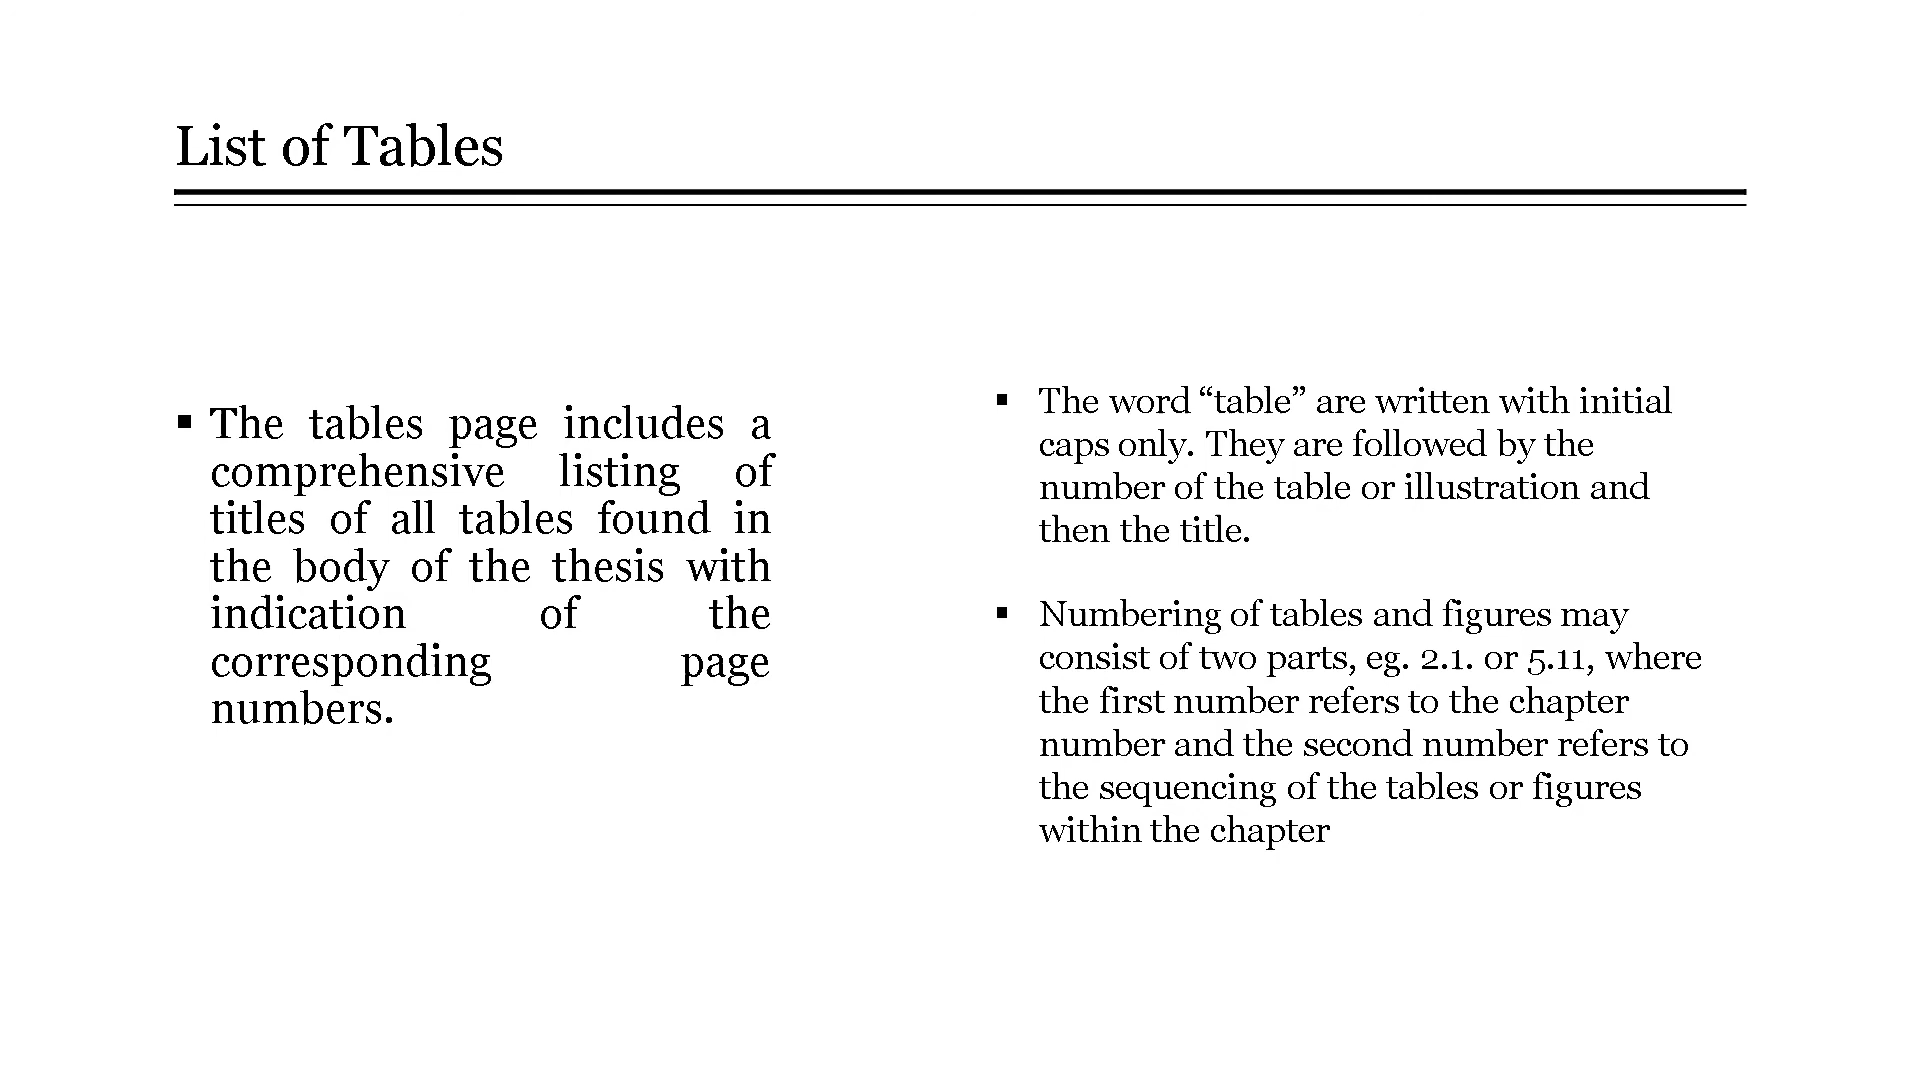 List of Tables
▪ The tables page includes a
comprehensive listing of
titles of all tables found in
the body of the thesis with
indication of the
corresponding page
numbers.
▪ The word “table” are written with initial
caps only. They are followed by the
number of the table or illustration and
then the title.
▪ Numbering of tables and figures may
consist of two parts, eg. 2.1. or 5.11, where
the first number refers to the chapter
number and the second number refers to
the sequencing of the tables or figures
within the chapter